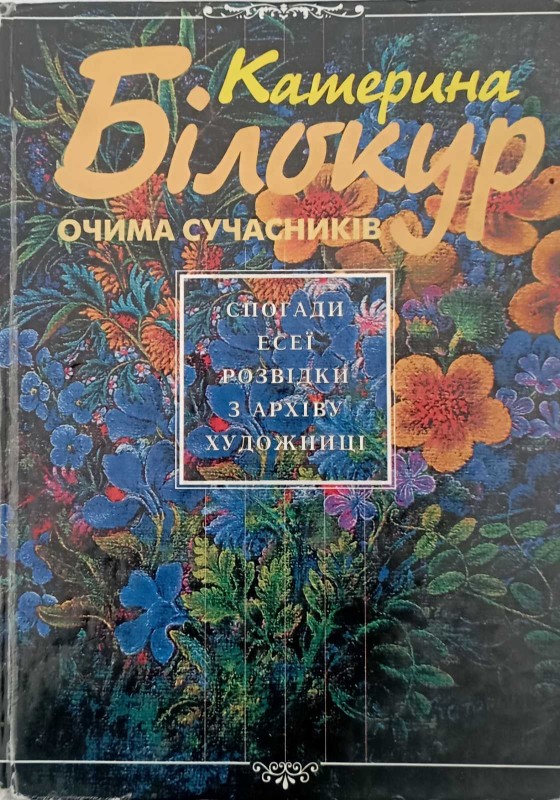 Катерина
Білокур
ОЧИМА СУЧАСНИКІВ
СПОГАДИ
ЕСЕЇ
РОЗВІДКИ
З АРХІВУ
ХУДОЖНИЦІ